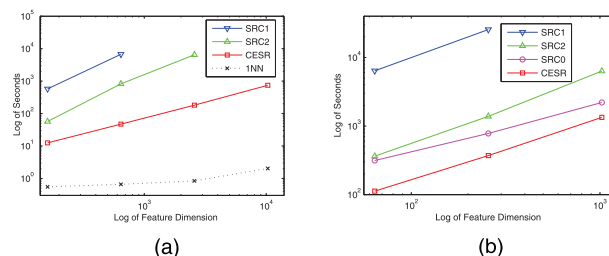 10^5
10^4
10^3
10^2
10^1
10^0
Log of Seconds
SRC1
SRC2
CESR
1NN
10^3
10^4
Log of Feature Dimension
(a)
10^4
10^3
10^2
Log of Seconds
SRC1
SRC2
SRC0
CESR
10^2
10^3
Log of Feature Dimension
(b)